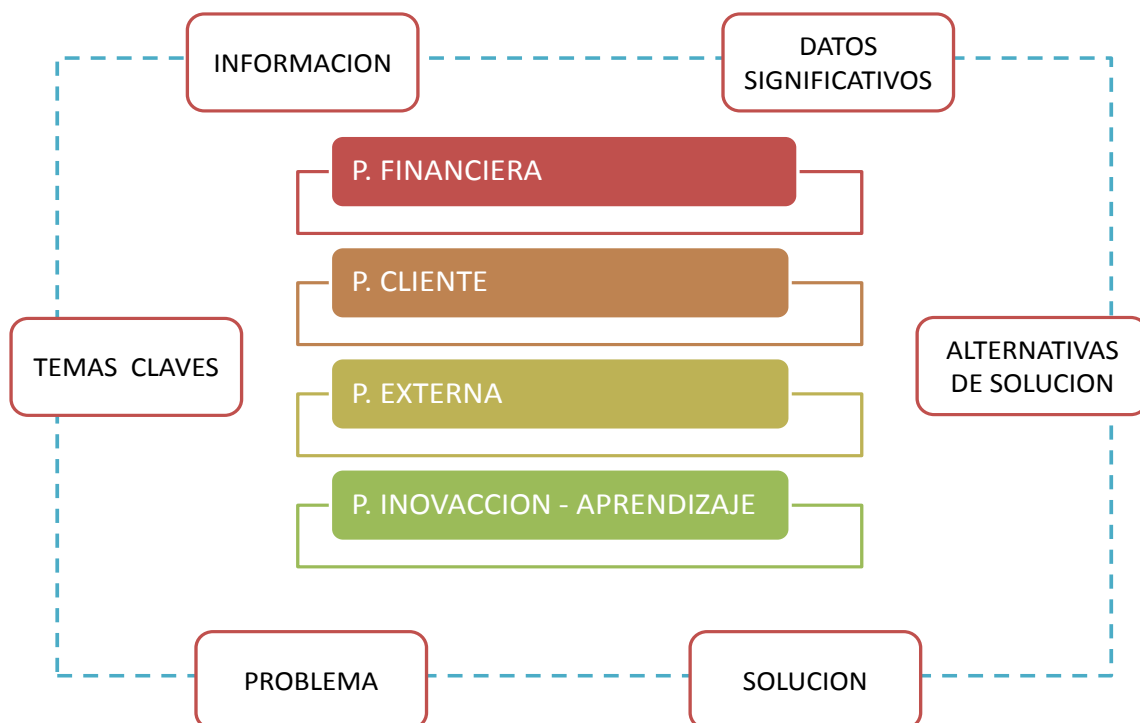 INFORMACION
DATOS
SIGNIFICATIVOS
P. FINANCIERA
P. CLIENTE
TEMAS CLAVES
ALTERNATIVAS
DE SOLUCION
P. EXTERNA
P. INOVACCION - APRENDIZAJE
PROBLEMA
SOLUCION